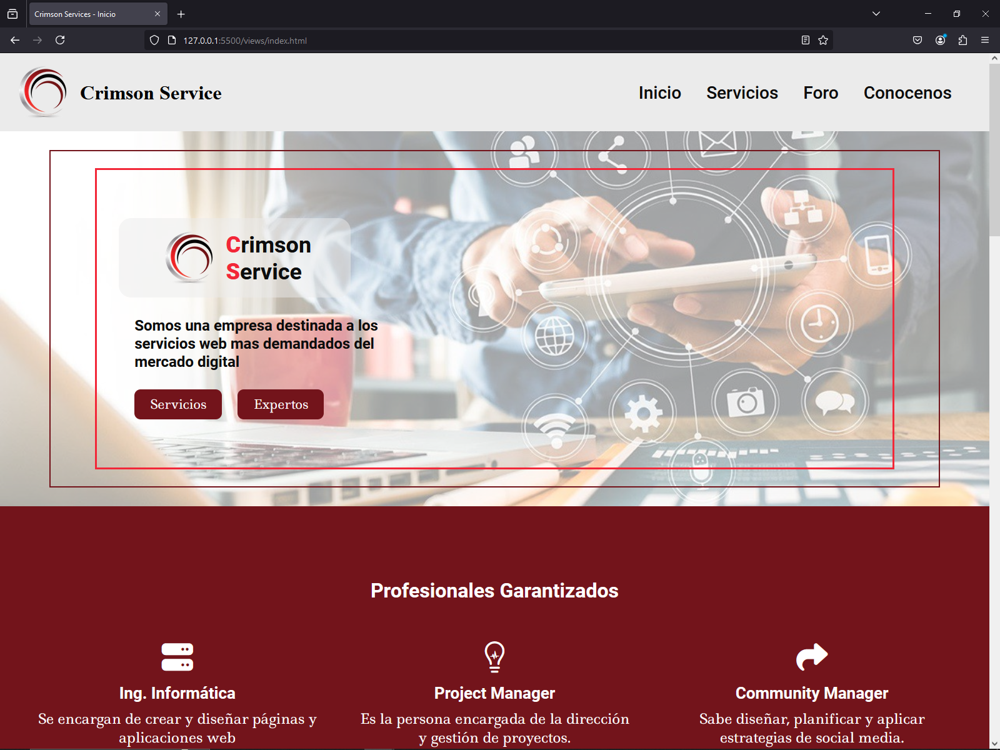 Crimson Services - Inicio
127.0.0.1:5500/views/index.html
Crimson Service
Inicio Servicios Foro Conocenos
Crimson
Service
Somos una empresa destinada a los
servicios web mas demandados del
mercado digital
Servicios Expertos
Profesionales Garantizados
Ing. Informática
Se encargan de crear y diseñar páginas y
aplicaciones web
Project Manager
Es la persona encargada de la dirección
y gestión de proyectos.
Community Manager
Sabe diseñar, planificar y aplicar
estrategias de social media.